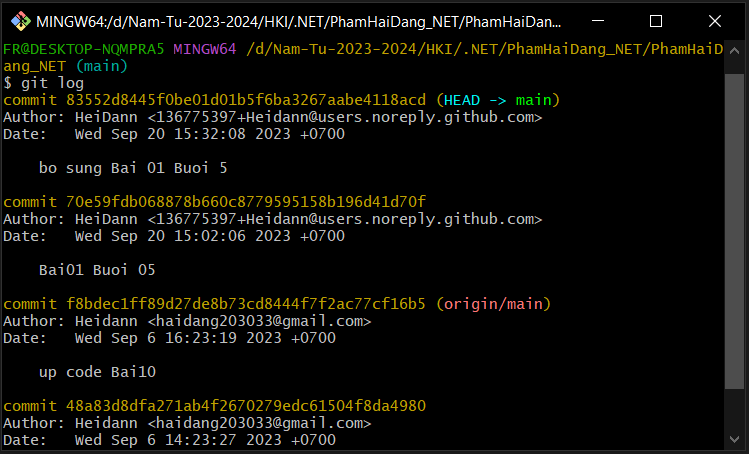 MINGW64:/d/Nam-Tu-2023-2024/HKI/.NET/PhamHaiDang_NET/PhamHaiDan...
FR@DESKTOP-NQMPRA5 MINGW64 /d/Nam-Tu-2023-2024/HKI/.NET/PhamHaiDang_NET/PhamHaiD
ang_NET (main)
$ git log
commit 83552d8445f0be01d01b5f6ba3267aabe4118acd (HEAD -> main)
Author: HeiDann <136775397+Heidann@users.noreply.github.com>
Date:   Wed Sep 20 15:32:08 2023 +0700
    bo sung Bai 01 Buoi 5
commit 70e59fdb068878b660c8779595158b196d41d70f
Author: HeiDann <136775397+Heidann@users.noreply.github.com>
Date:   Wed Sep 20 15:02:06 2023 +0700
    Bai01 Buoi 05
commit f8bdec1ff89d27de8b73cd8444f7f2ac77cf16b5 (origin/main)
Author: Heidann <haidang203033@gmail.com>
Date:   Wed Sep 6 16:23:19 2023 +0700
    up code Bai10
commit 48a83d8dfa271ab4f2670279edc61504f8da4980
Author: Heidann <haidang203033@gmail.com>
Date:   Wed Sep 6 14:23:27 2023 +0700